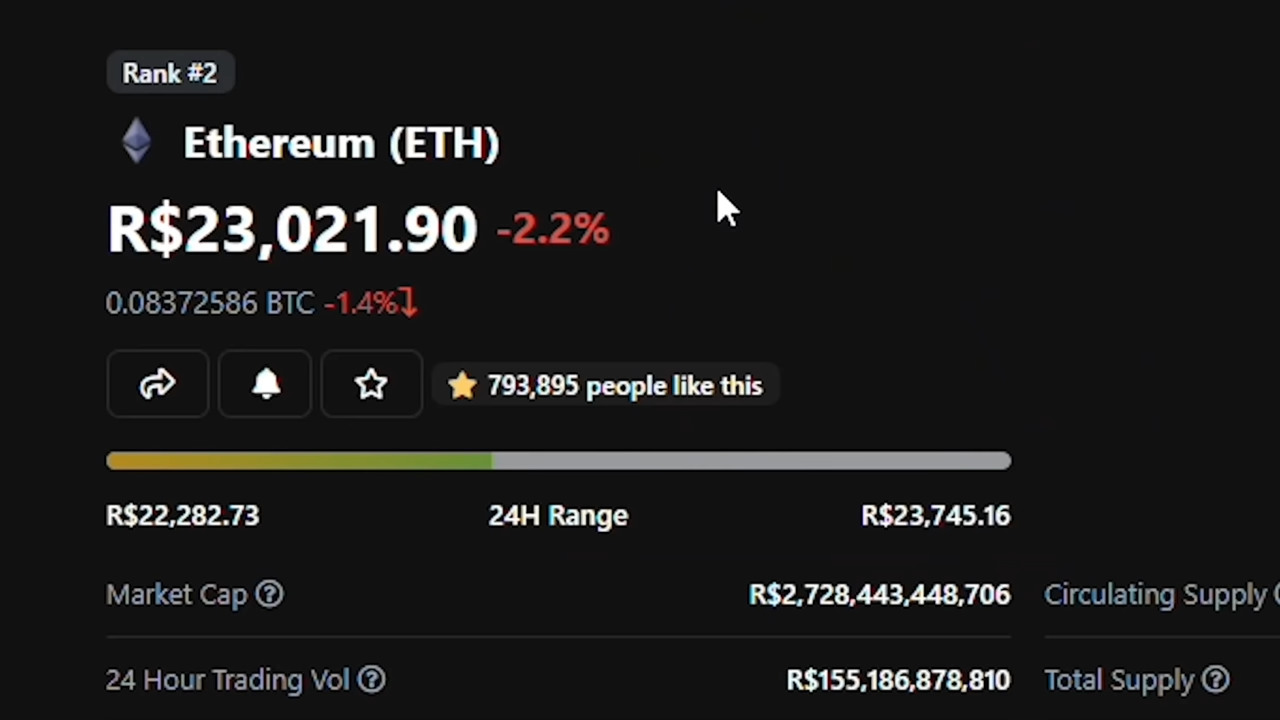 Rank #2
Ethereum (ETH)
R$23,021.90 -2.2%
0.08372586 BTC -1.4%
793,895 people like this
R$22,282.73 24H Range R$23,745.16
Market Cap R$2,728,443,448,706 Circulating Supply
24 Hour Trading Vol R$155,186,878,810 Total Supply